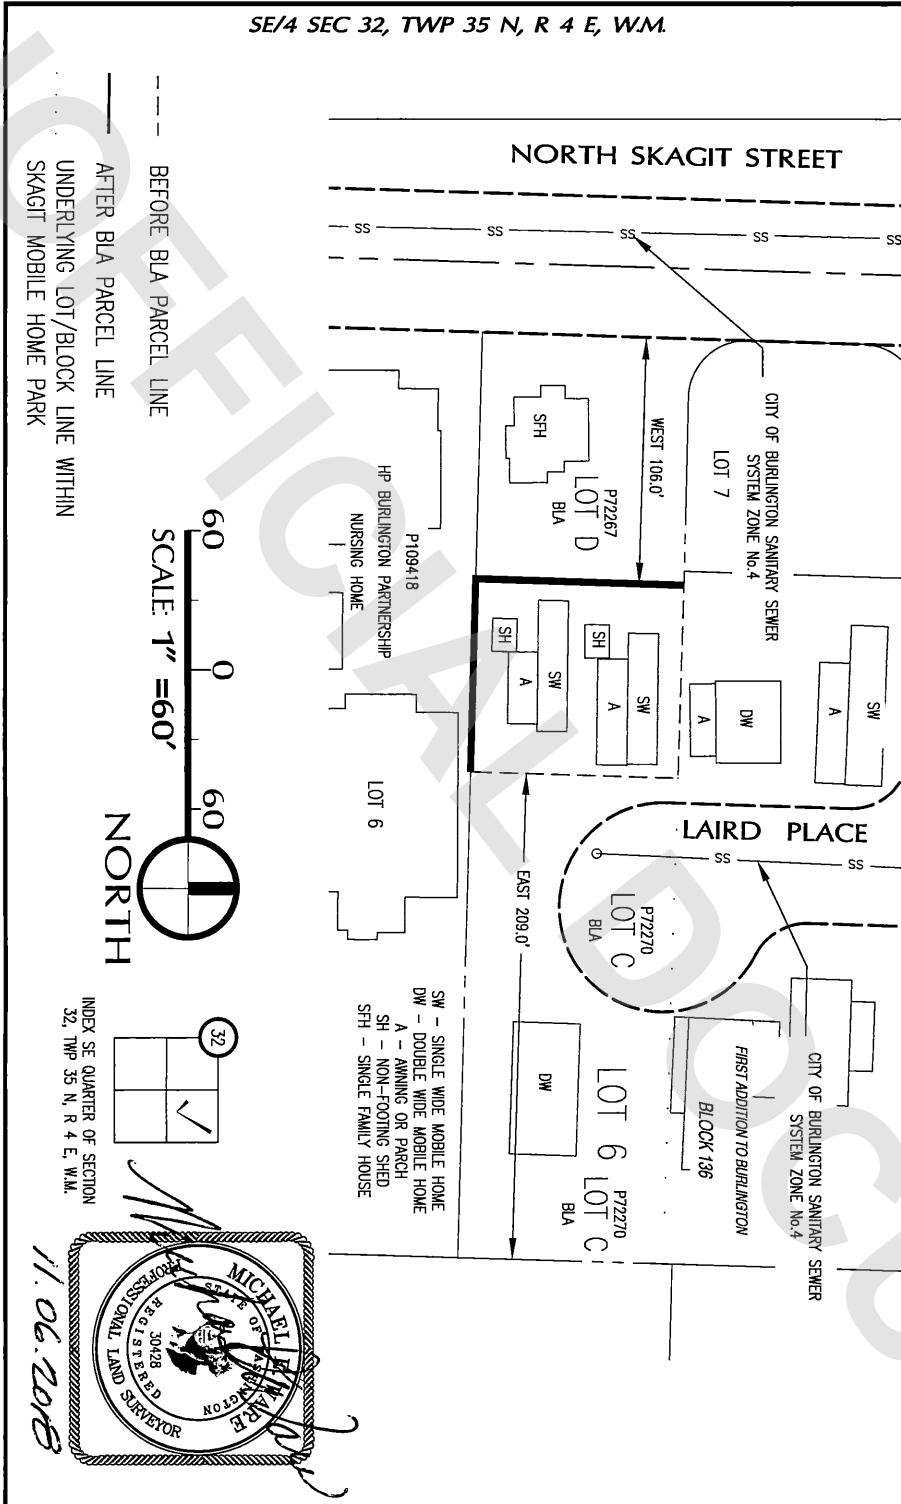 SE/4 SEC 32, TWP 35 N, R 4 E, W.M.
NORTH SKAGIT STREET
SS
SS
SS
SS
SS
BEFORE BLA PARCEL LINE
AFTER BLA PARCEL LINE
UNDERLYING LOT/BLOCK LINE WITHIN
SKAGIT MOBILE HOME PARK
CITY OF BURLINGTON SANITARY SEWER
SYSTEM ZONE No.4
LOT 7
WEST 106.0'
SFH
P72267
LOT D
BLA
P109418
HP BURLINGTON PARTNERSHIP
NURSING HOME
60
0
60
SCALE: 1" =60'
NORTH
SH
A
SW
SH
A
SW
A
DW
A
SW
LOT 6
LAIRD PLACE
SS
SS
EAST 209.0'
P72270
LOT C
BLA
SW - SINGLE WIDE MOBILE HOME
DW - DOUBLE WIDE MOBILE HOME
A - AWNING OR PARCH
SH - NON-FOOTING SHED
SFH - SINGLE FAMILY HOUSE
DW
LOT 6
P72270
LOT C
BLA
FIRST ADDITION TO BURLINGTON
BLOCK 136
CITY OF BURLINGTON SANITARY SEWER
SYSTEM ZONE No.4
32
INDEX SE QUARTER OF SECTION
32, TWP 35 N, R 4 E, W.M.
STATE OF WASHINGTON
REGISTERED
30428
PROFESSIONAL LAND SURVEYOR
11.06.2018